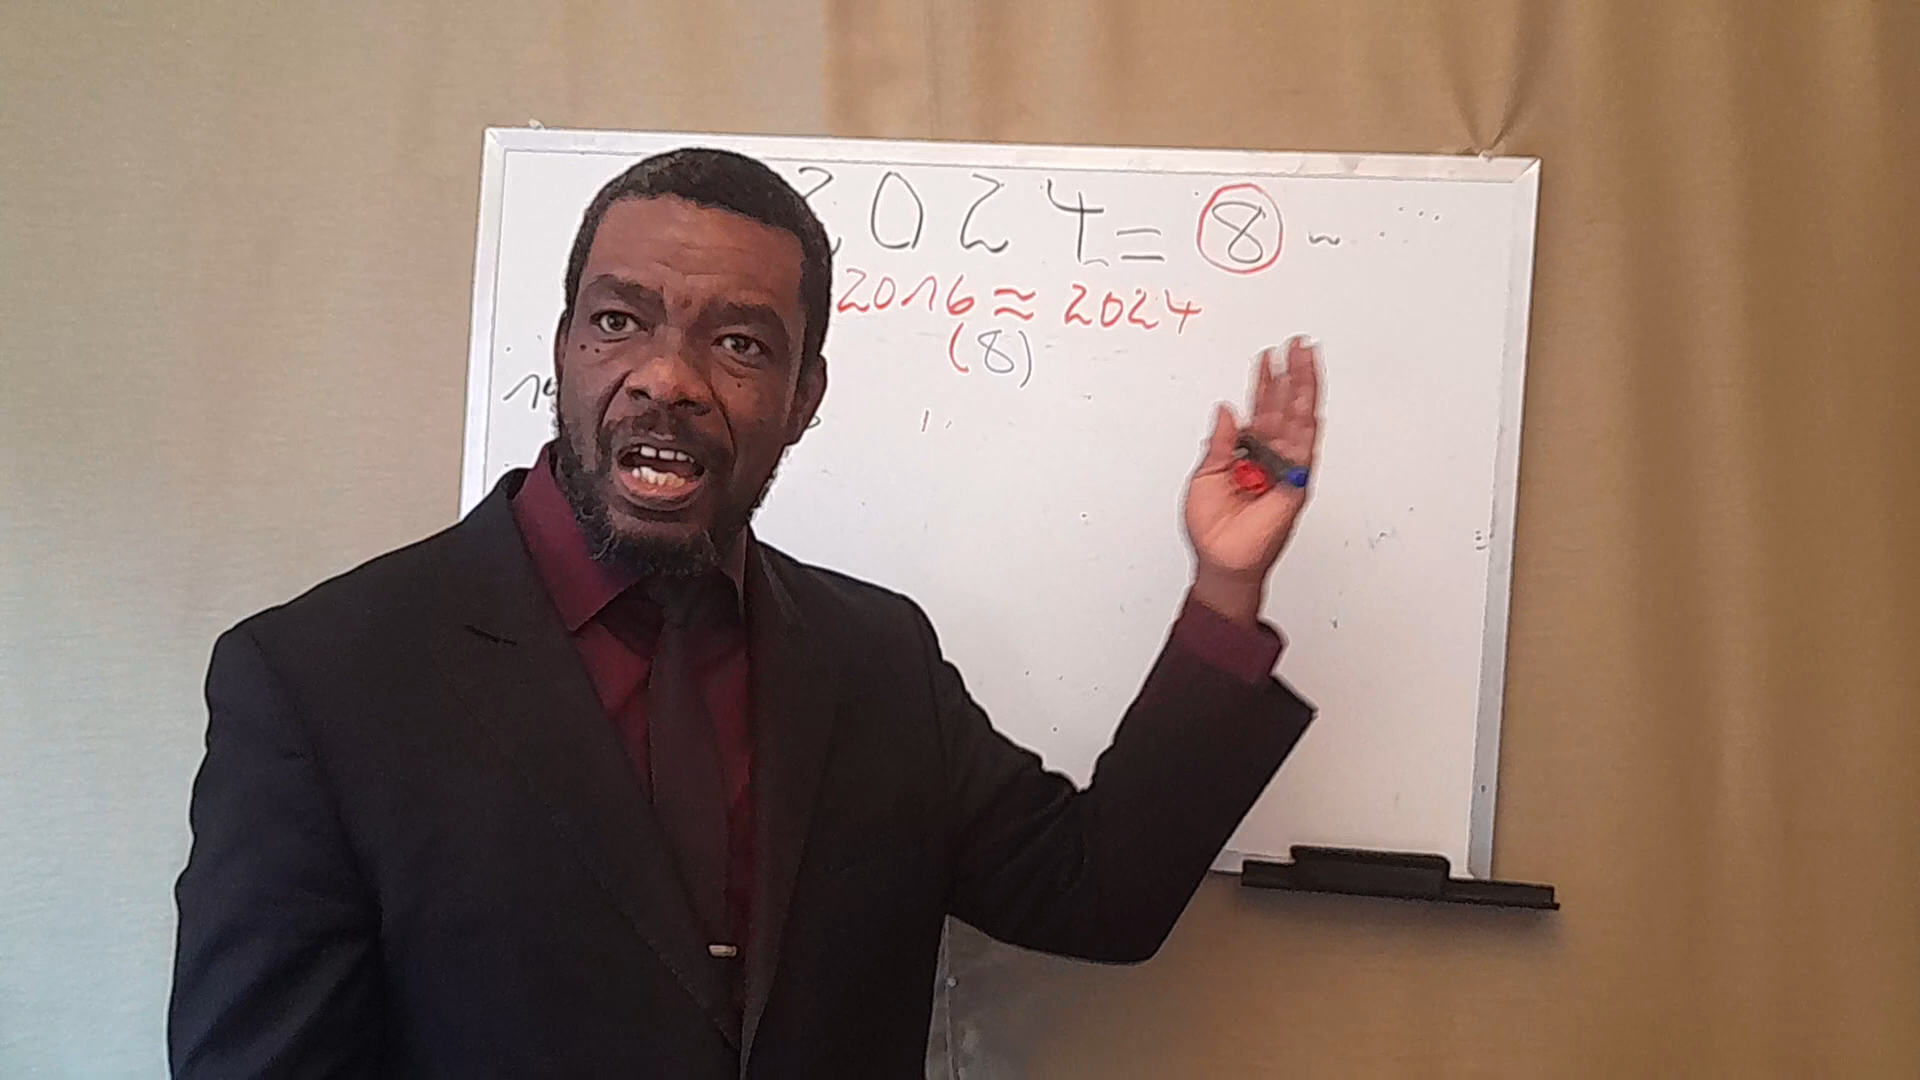 2024 = 8 ~
2016 ≈ 2024
(8)